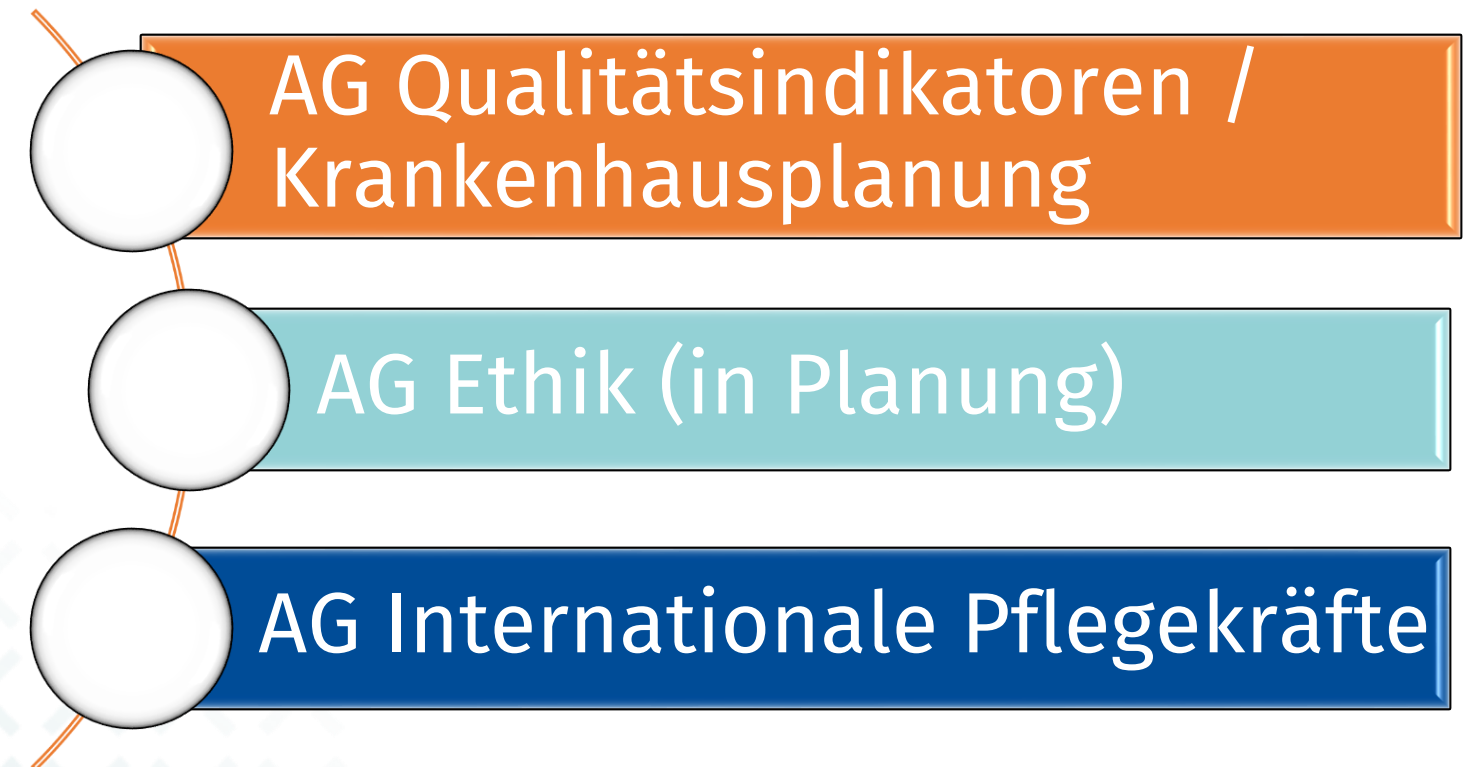 AG Qualitätsindikatoren /
Krankenhausplanung
AG Ethik (in Planung)
AG Internationale Pflegekräfte